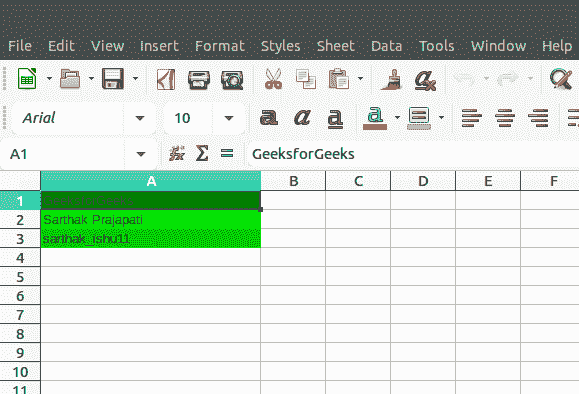 File Edit View Insert Format Styles Sheet Data Tools Window Help
Arial 10 a a a a
A1 fx Σ = GeeksforGeeks
A B C D E F
1
2 Sarthak Prajapati
3 sarthak_ishu11
4
5
6
7
8
9
10
11